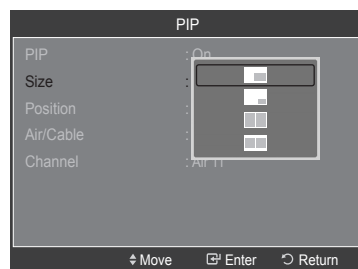 PIP
PIP : On
Size :
Position :
Air/Cable :
Channel : Air 11
Move Enter Return